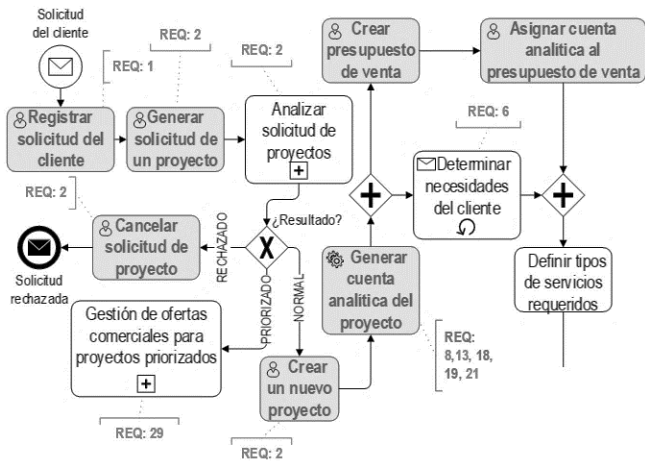 Solicitud
del cliente
REQ: 1
REQ: 2
REQ: 2
Registrar
solicitud del
cliente
Generar
solicitud de
un proyecto
Analizar
solicitud de
proyectos
Crear
presupuesto
de venta
Asignar cuenta
analitica al
presupuesto de venta
REQ: 6
Determinar
necesidades
del cliente
REQ: 2
Cancelar
solicitud de
proyecto
Solicitud
rechazada
¿Resultado?
RECHAZADO
PRIORIZADO
NORMAL
Generar
cuenta
analitica del
proyecto
Definir tipos
de servicios
requeridos
Gestión de ofertas
comerciales para
proyectos priorizados
REQ: 29
Crear
un nuevo
proyecto
REQ: 2
REQ:
8,13, 18,
19, 21